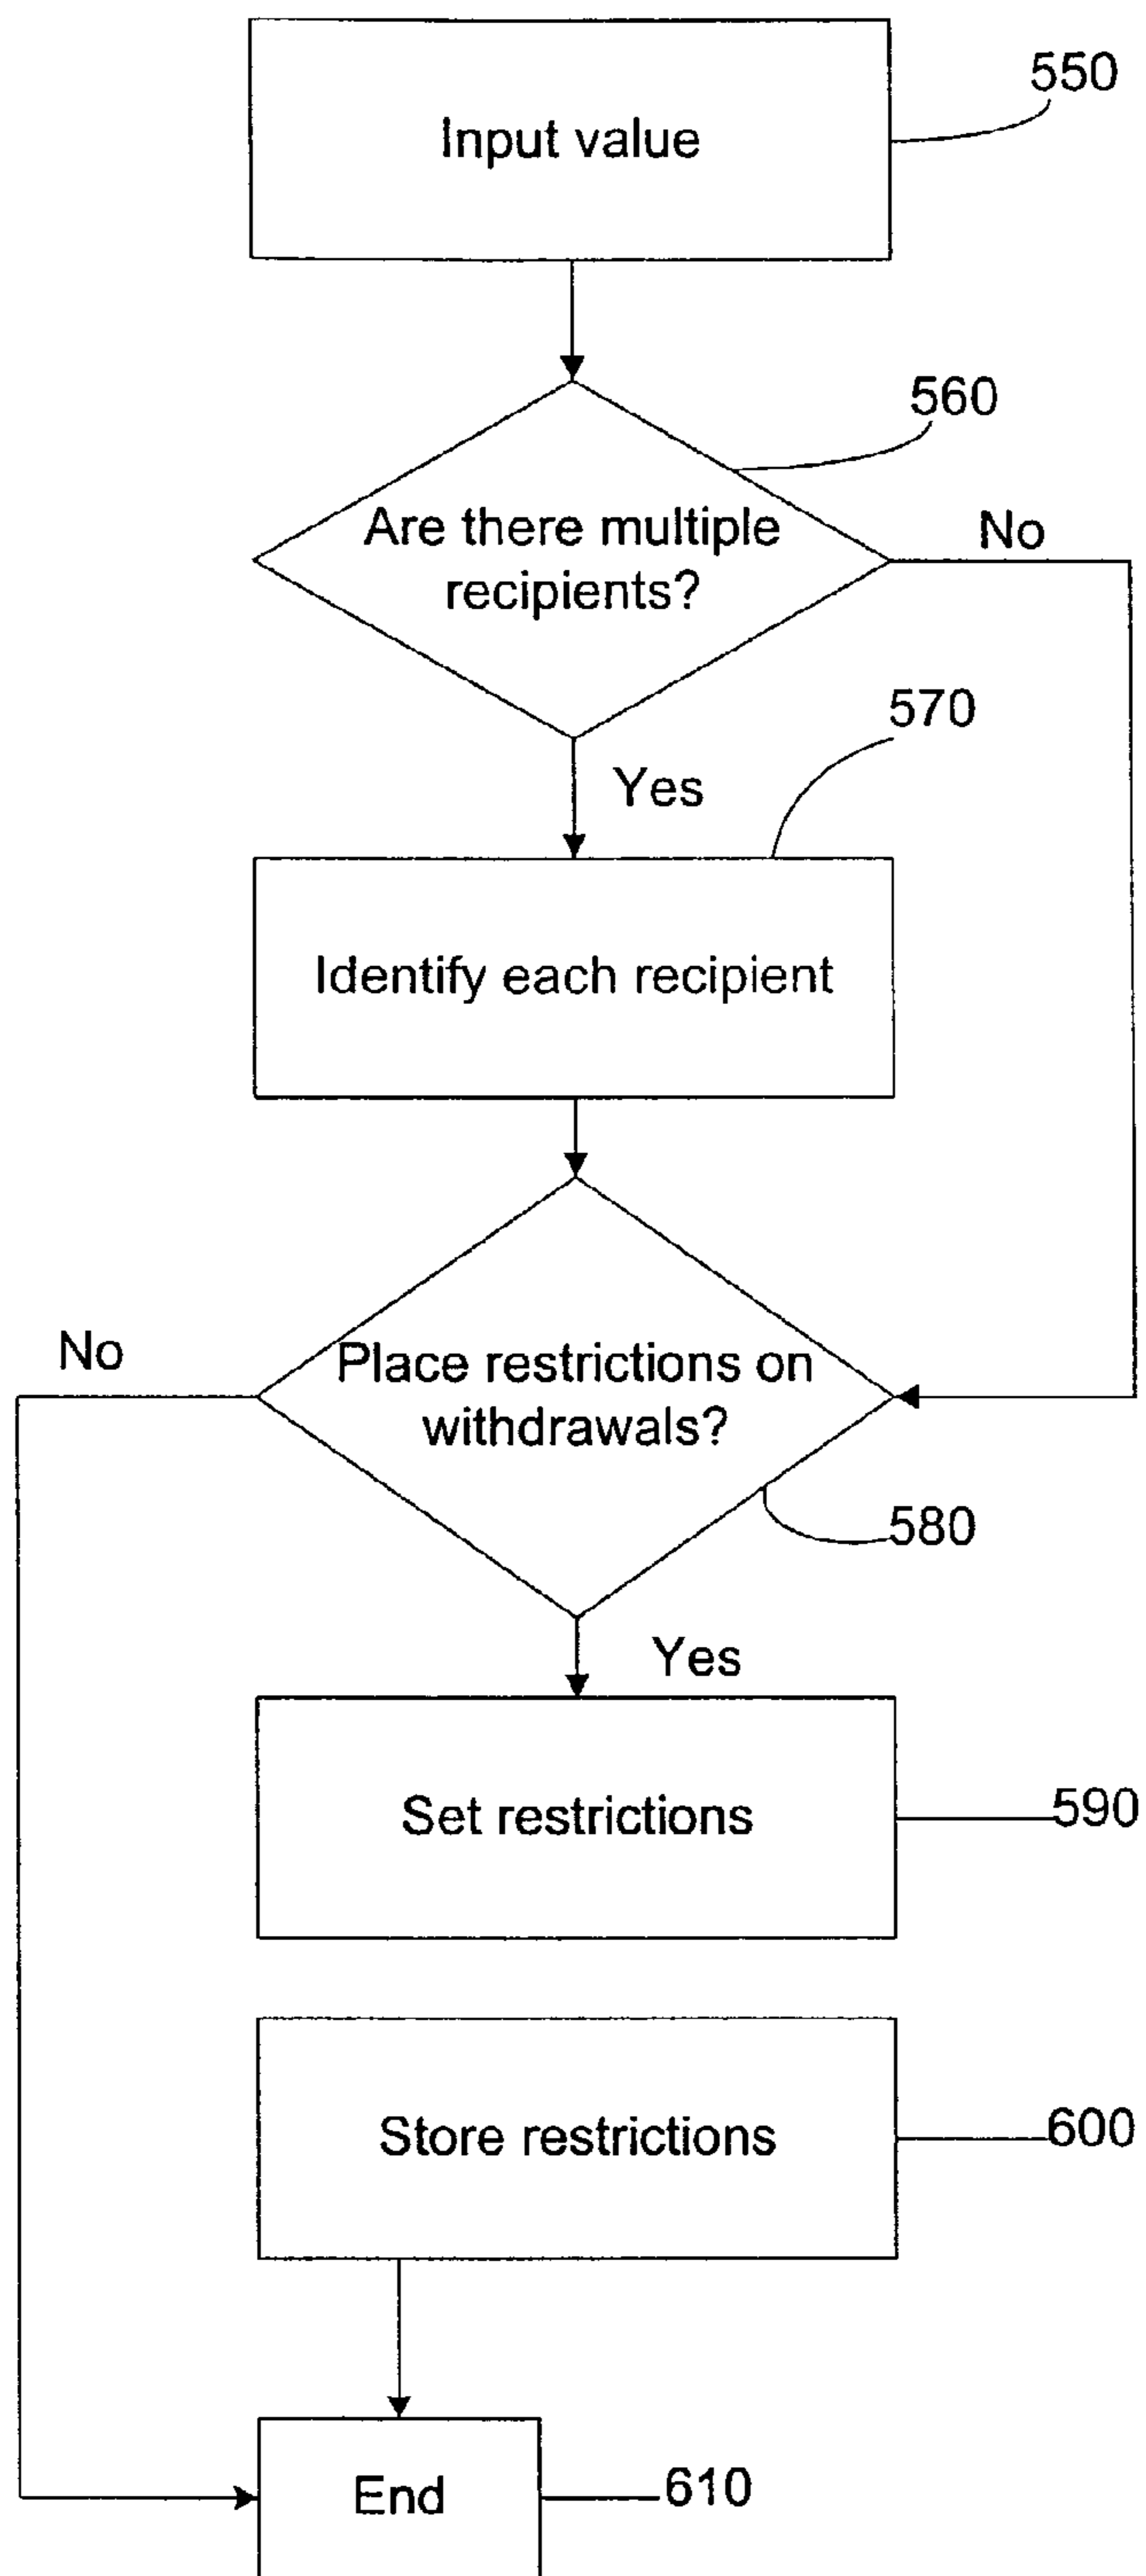 Input value
550
560
Are there multiple
recipients?
No
570
Yes
Identify each recipient
No
Place restrictions on
withdrawals?
580
Yes
Set restrictions
590
Store restrictions
600
End
610